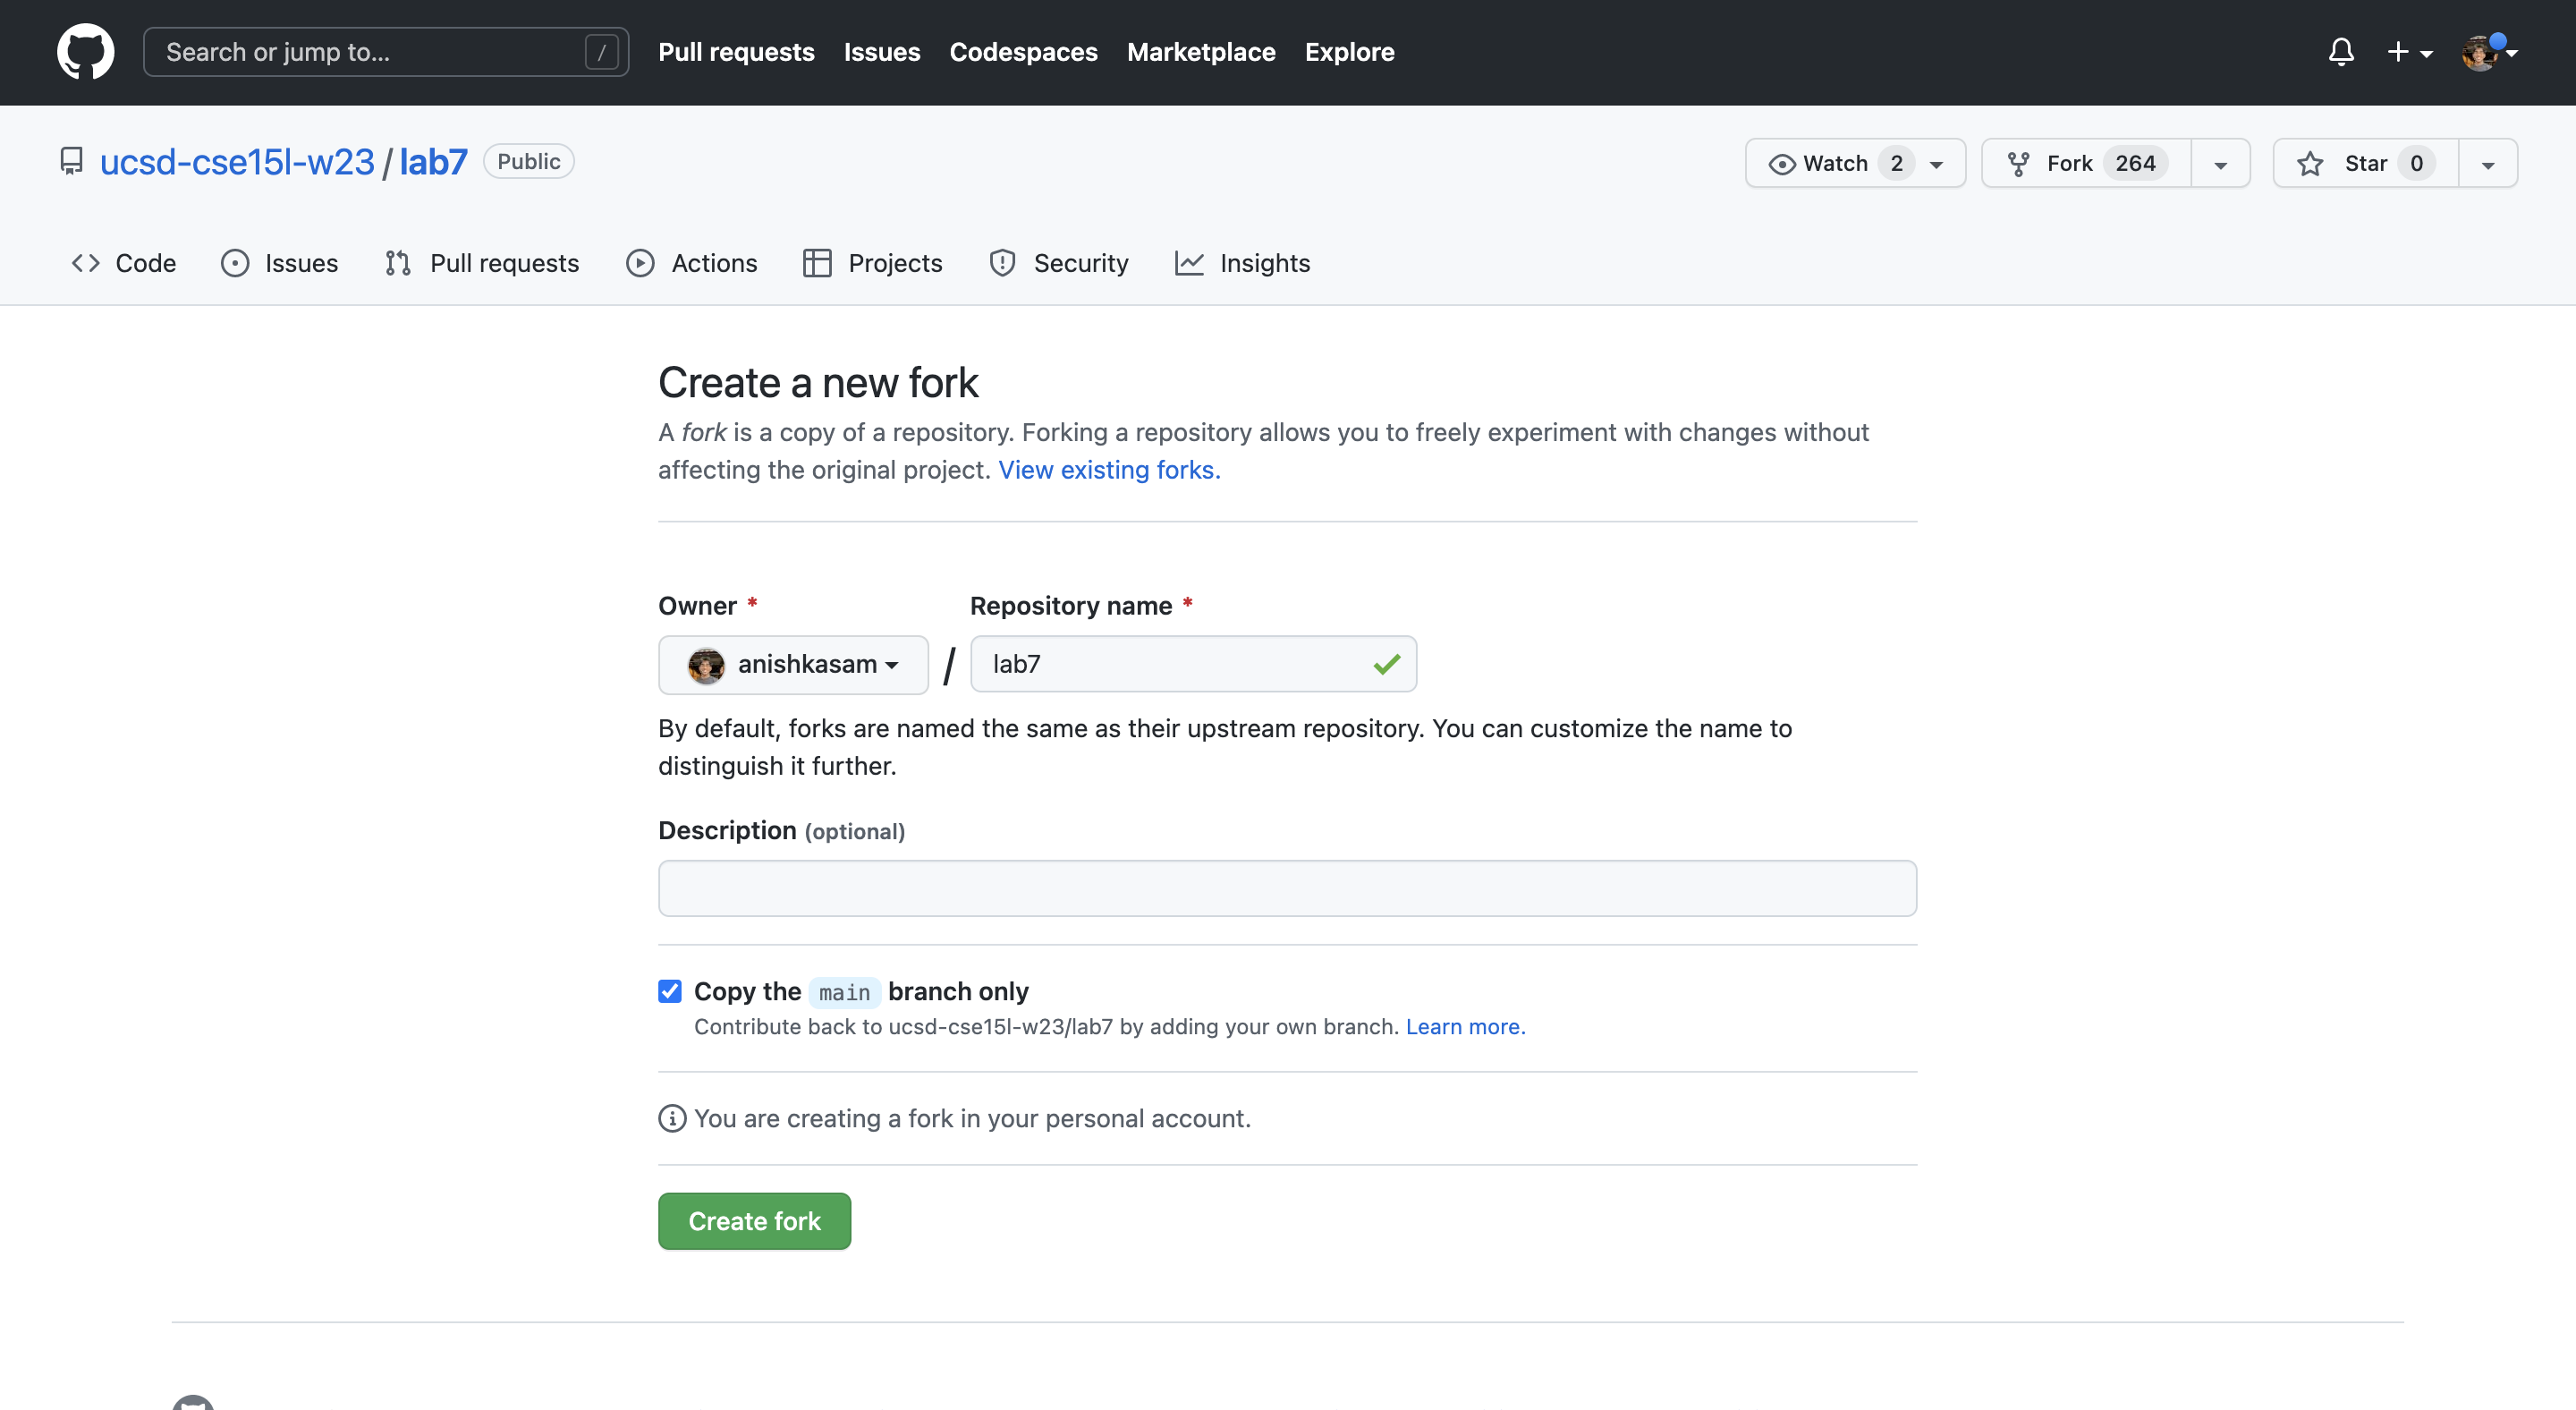 Search or jump to... / Pull requests Issues Codespaces Marketplace Explore
ucsd-cse15l-w23 / lab7 Public Watch 2 Fork 264 Star 0
Code Issues Pull requests Actions Projects Security Insights
Create a new fork
A fork is a copy of a repository. Forking a repository allows you to freely experiment with changes without
affecting the original project. View existing forks.
Owner * Repository name *
anishkasam / lab7
By default, forks are named the same as their upstream repository. You can customize the name to
distinguish it further.
Description (optional)
Copy the main branch only
Contribute back to ucsd-cse15l-w23/lab7 by adding your own branch. Learn more.
You are creating a fork in your personal account.
Create fork